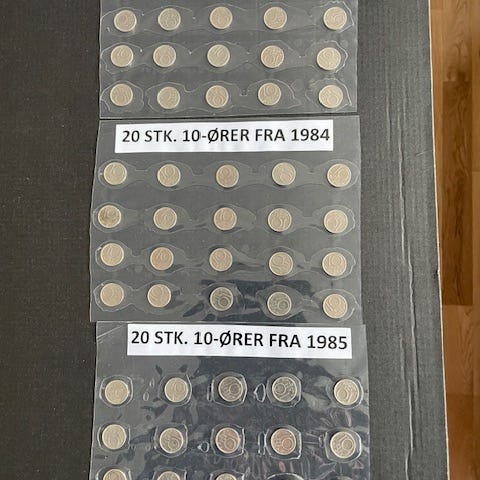 20 STK. 10-ØRER FRA 1984
20 STK. 10-ØRER FRA 1985